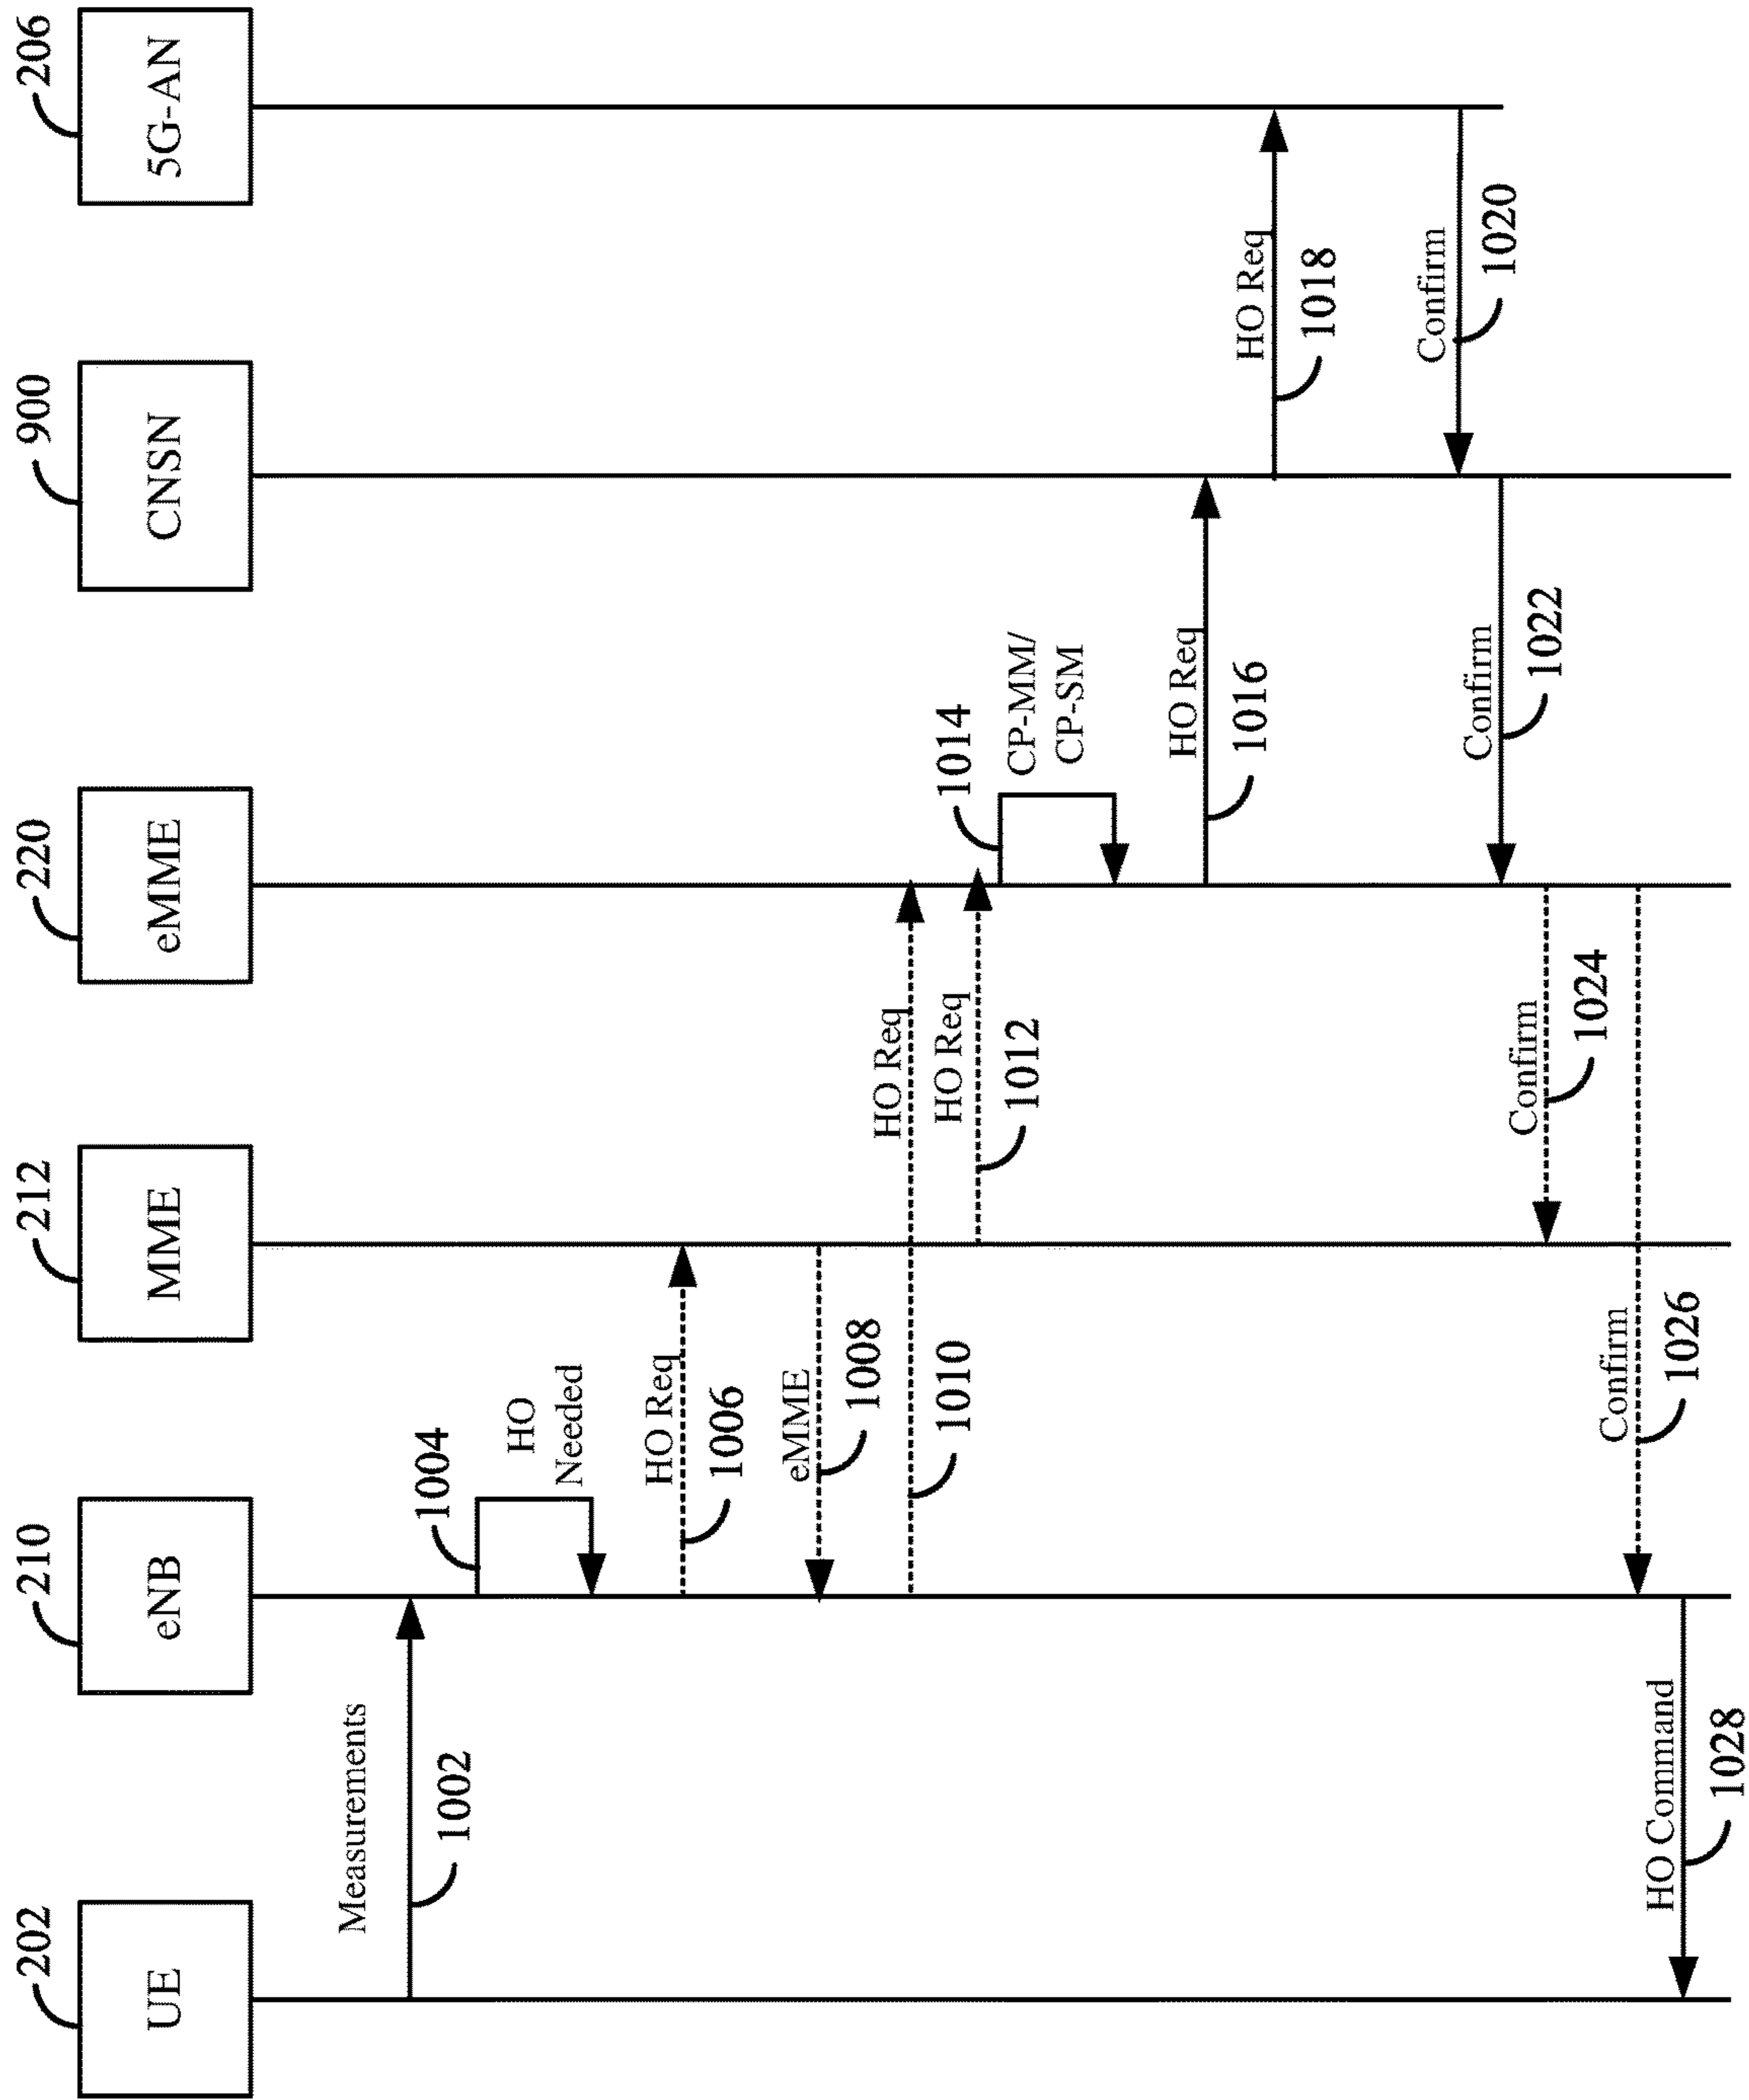 202
210
212
220
900
206
UE
eNB
MME
eMME
CNSN
5G-AN
Measurements
1002
1004
HO
Needed
HO Req
1006
eMME
1008
HO Req
1010
HO Req
1012
1014
CP-MM/
CP-SM
HO Req
1016
HO Req
1018
Confirm
1020
Confirm
1022
Confirm
1024
Confirm
1026
HO Command
1028